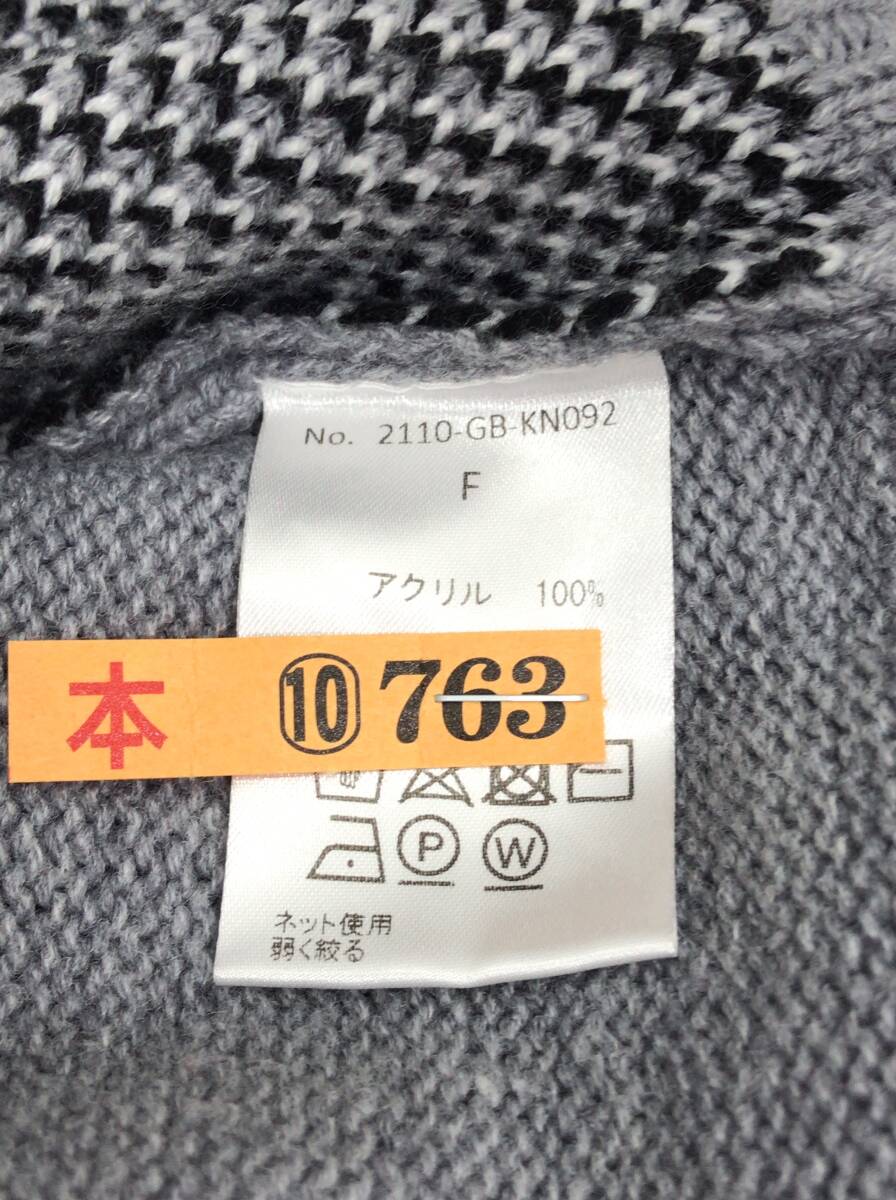 No. 2110-GB-KN092
F
アクリル 100%
本 ⑩763
P W
ネット使用
弱く絞る